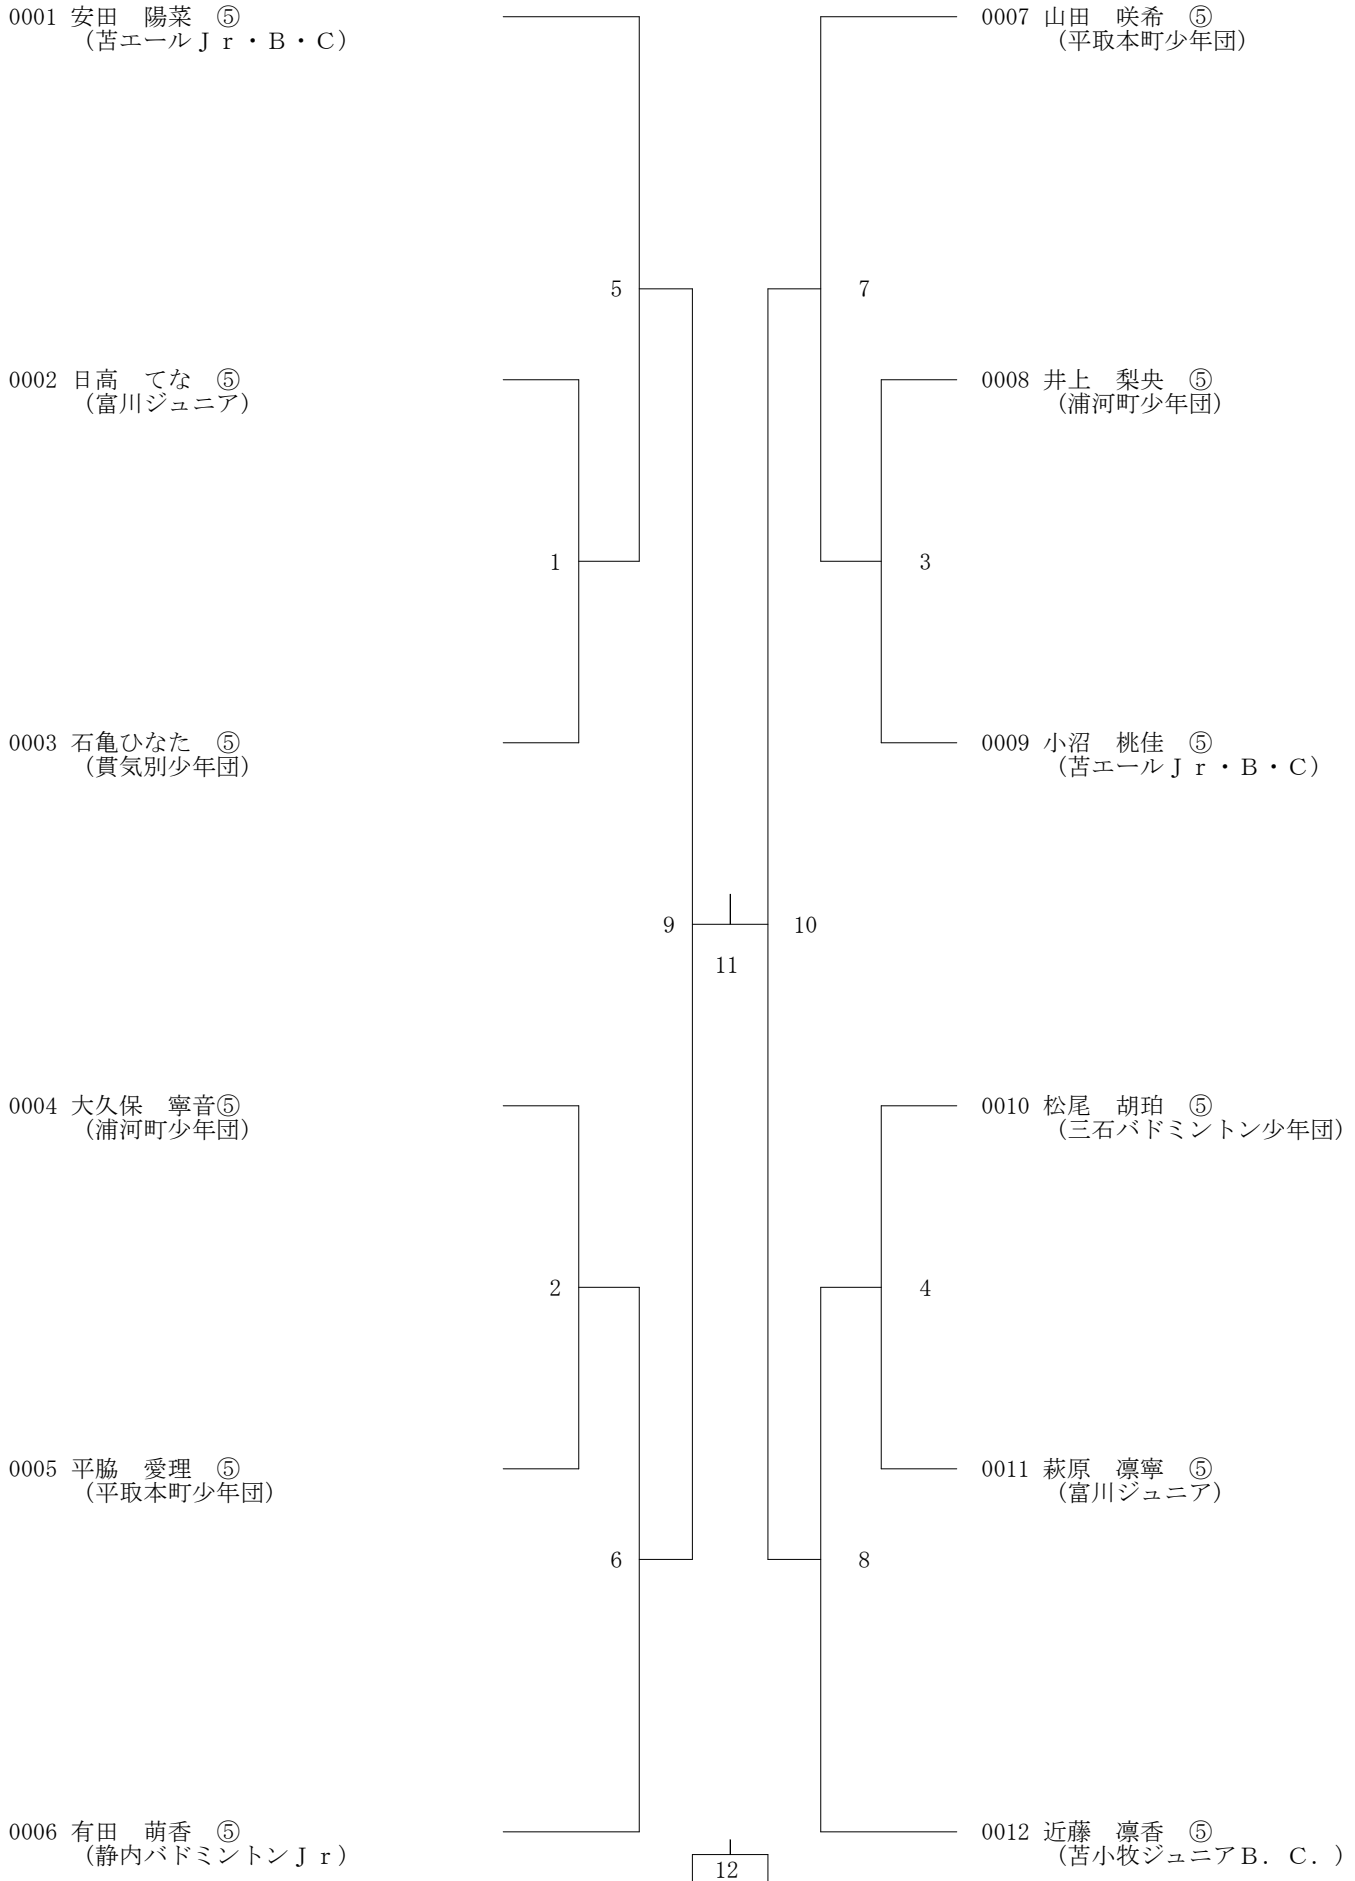 0001 安田　陽菜　⑤
（苫エールＪｒ・Ｂ・Ｃ）
5
0002 日高　てな　⑤
（富川ジュニア）
1
0003 石亀ひなた　⑤
（貫気別少年団）
9
11
0004 大久保　寧音⑤
（浦河町少年団）
2
0005 平脇　愛理　⑤
（平取本町少年団）
6
0006 有田　萌香　⑤
（静内バドミントンＪｒ）
0007 山田　咲希　⑤
（平取本町少年団）
7
0008 井上　梨央　⑤
（浦河町少年団）
3
0009 小沼　桃佳　⑤
（苫エールＪｒ・Ｂ・Ｃ）
10
0010 松尾　胡珀　⑤
（三石バドミントン少年団）
4
0011 萩原　凛寧　⑤
（富川ジュニア）
8
0012 近藤　凛香　⑤
（苫小牧ジュニアＢ．Ｃ．）
12